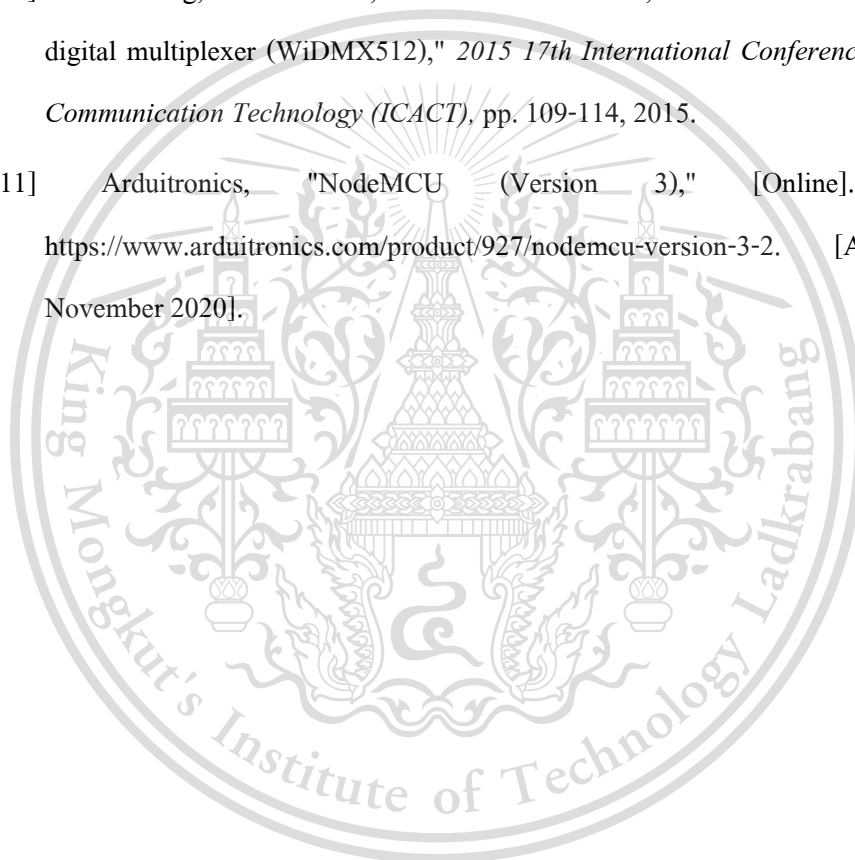 digital multiplexer (WiDMX512)," 2015 17th International Conferenc
Communication Technology (ICACT), pp. 109-114, 2015.
11] Arduitronics, "NodeMCU (Version 3)," [Online].
https://www.arduitronics.com/product/927/nodemcu-version-3-2. [A
November 2020].
King Mongkut's Institute of Technology Ladkrabang